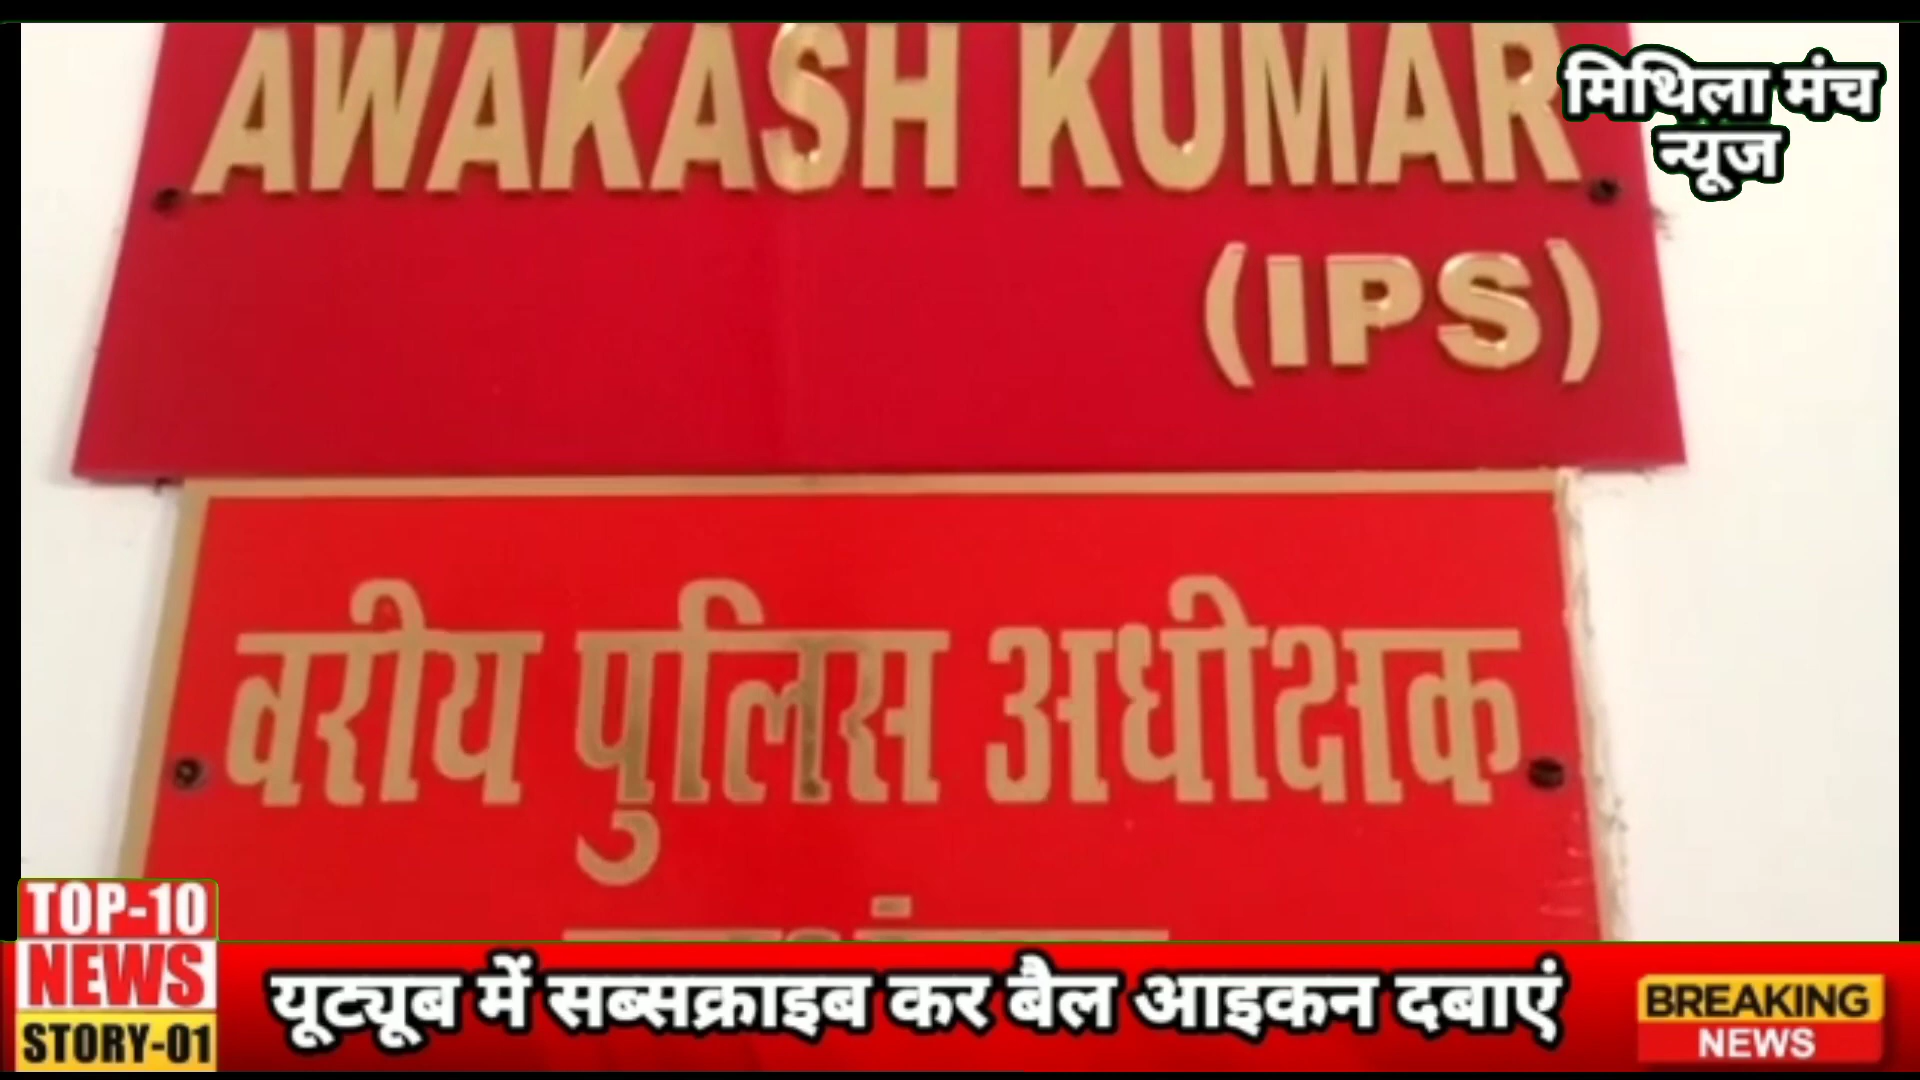 AWAKASH KUMAR
मिथिला मंच
न्यूज
(IPS)
वरीय पुलिस अधीक्षक
TOP-10
NEWS
STORY-01
यूट्यूब में सब्सक्राइब कर बैल आइकन दबाएं
BREAKING
NEWS